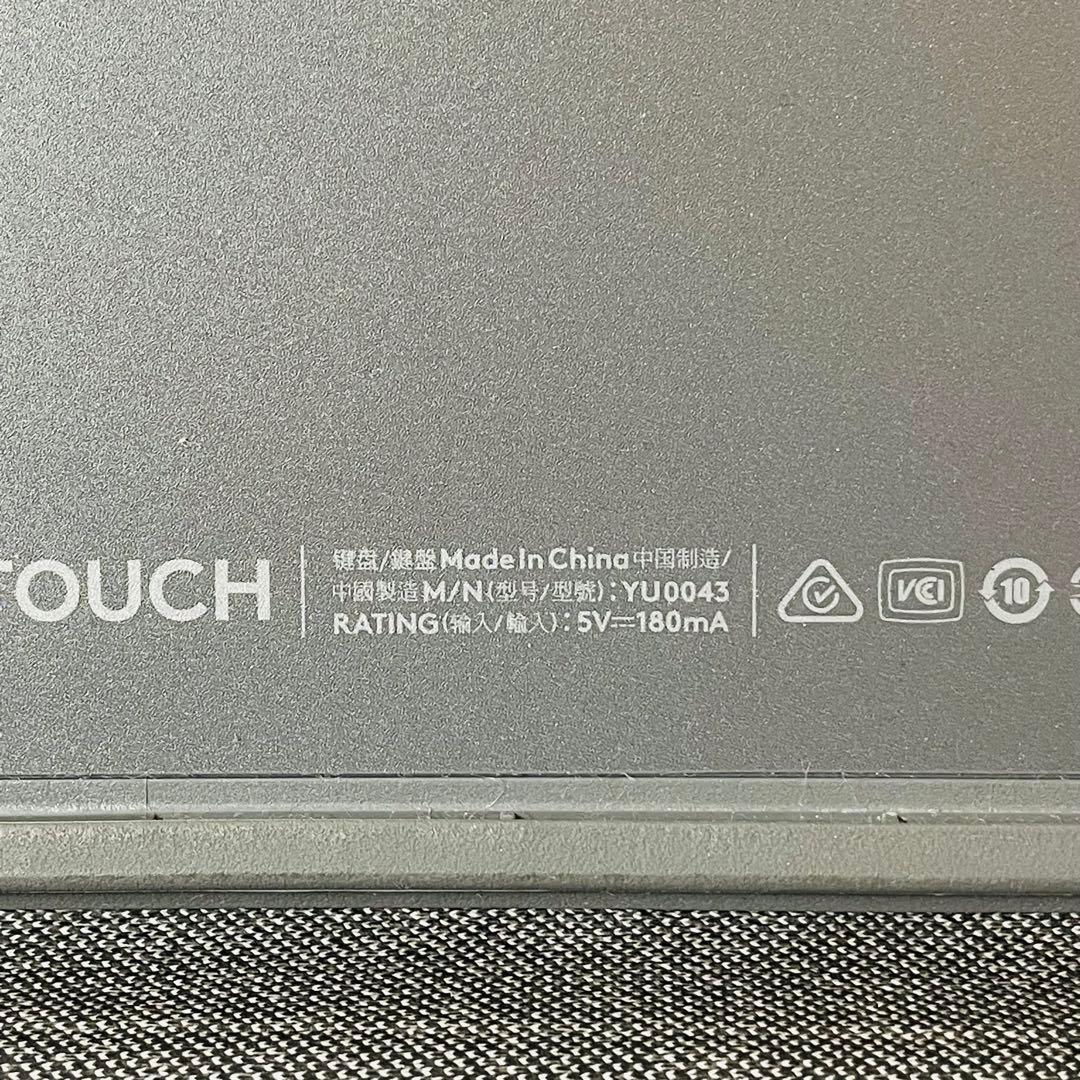 TOUCH
键盘/鍵盤 Made In China 中国制造/
中國製造 M/N(型号/型號): YU0043
RATING(输入/輸入): 5V⎓180mA
VCI
10